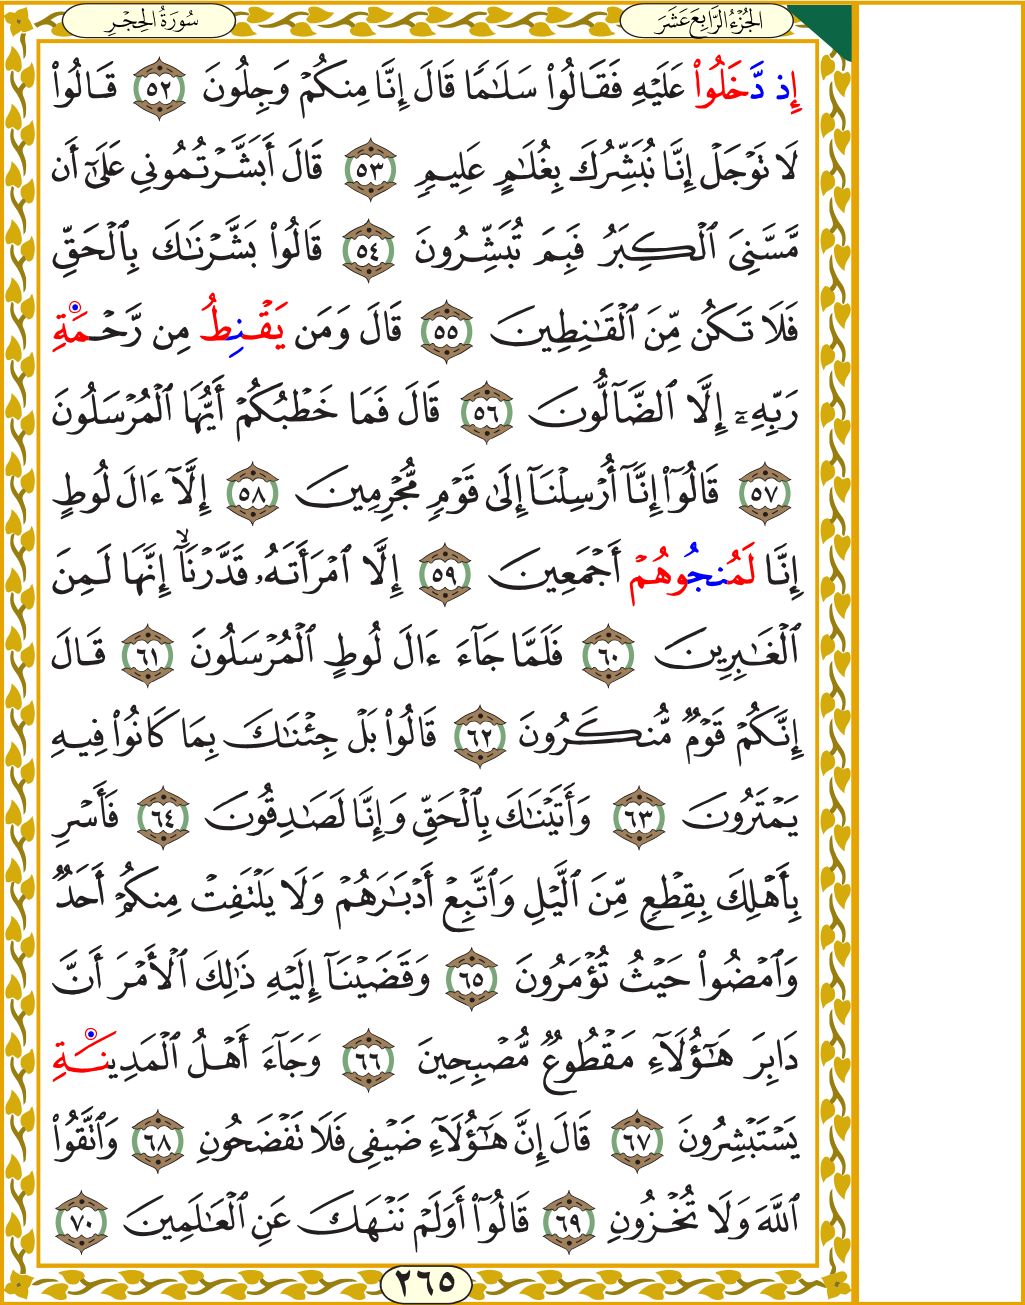 الجُزْءُ الرَّابِعَ عَشَرَ
سُورَةُ الحِجْرِ
إِذ دَّخَلُوا۟ عَلَيْهِ فَقَالُوا۟ سَلَٰمًا قَالَ إِنَّا مِنكُمْ وَجِلُونَ ٥٢ قَالُوا۟
لَا تَوْجَلْ إِنَّا نُبَشِّرُكَ بِغُلَٰمٍ عَلِيمٍ ٥٣ قَالَ أَبَشَّرْتُمُونِى عَلَىٰٓ أَن
مَّسَّنِىَ ٱلْكِبَرُ فَبِمَ تُبَشِّرُونَ ٥٤ قَالُوا۟ بَشَّرْنَٰكَ بِٱلْحَقِّ
فَلَا تَكُن مِّنَ ٱلْقَٰنِطِينَ ٥٥ قَالَ وَمَن يَقْنِطُ مِن رَّحْمَةِ
رَبِّهِۦٓ إِلَّا ٱلضَّآلُّونَ ٥٦ قَالَ فَمَا خَطْبُكُمْ أَيُّهَا ٱلْمُرْسَلُونَ
٥٧ قَالُوٓا۟ إِنَّآ أُرْسِلْنَآ إِلَىٰ قَوْمٍ مُّجْرِمِينَ ٥٨ إِلَّآ ءَالَ لُوطٍ
إِنَّا لَمُنجُوهُمْ أَجْمَعِينَ ٥٩ إِلَّا ٱمْرَأَتَهُۥ قَدَّرْنَآ ۙ إِنَّهَا لَمِنَ
ٱلْغَٰبِرِينَ ٦٠ فَلَمَّا جَآءَ ءَالَ لُوطٍ ٱلْمُرْسَلُونَ ٦١ قَالَ
إِنَّكُمْ قَوْمٌ مُّنكَرُونَ ٦٢ قَالُوا۟ بَلْ جِئْنَٰكَ بِمَا كَانُوا۟ فِيهِ
يَمْتَرُونَ ٦٣ وَأَتَيْنَٰكَ بِٱلْحَقِّ وَإِنَّا لَصَٰدِقُونَ ٦٤ فَأَسْرِ
بِأَهْلِكَ بِقِطْعٍ مِّنَ ٱلَّيْلِ وَٱتَّبِعْ أَدْبَٰرَهُمْ وَلَا يَلْتَفِتْ مِنكُمْ أَحَدٌ
وَٱمْضُوا۟ حَيْثُ تُؤْمَرُونَ ٦٥ وَقَضَيْنَآ إِلَيْهِ ذَٰلِكَ ٱلْأَمْرَ أَنَّ
دَابِرَ هَٰٓؤُلَآءِ مَقْطُوعٌ مُّصْبِحِينَ ٦٦ وَجَآءَ أَهْلُ ٱلْمَدِينَةِ
يَسْتَبْشِرُونَ ٦٧ قَالَ إِنَّ هَٰٓؤُلَآءِ ضَيْفِى فَلَا تَفْضَحُونِ ٦٨ وَٱتَّقُوا۟
ٱللَّهَ وَلَا تُخْزُونِ ٦٩ قَالُوٓا۟ أَوَلَمْ نَنْهَكَ عَنِ ٱلْعَٰلَمِينَ ٧٠
٢٦٥